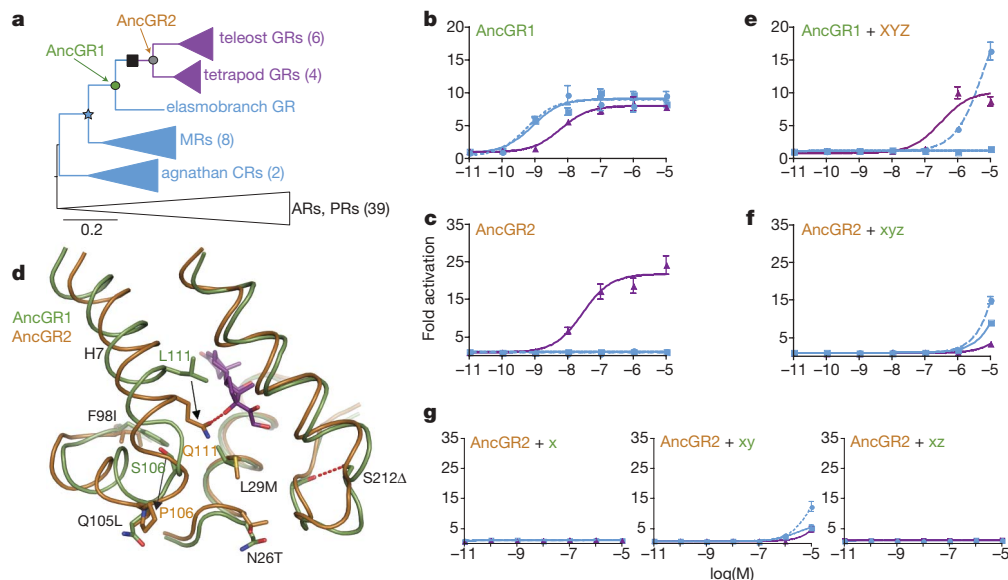 a
AncGR2
AncGR1
teleost GRs (6)
tetrapod GRs (4)
elasmobranch GR
MRs (8)
agnathan CRs (2)
ARs, PRs (39)
0.2
b
AncGR1
20
15
10
5
0
−11 −10 −9 −8 −7 −6 −5
e
AncGR1 + XYZ
20
15
10
5
0
−11 −10 −9 −8 −7 −6 −5
c
AncGR2
Fold activation
35
25
15
5
−11 −10 −9 −8 −7 −6 −5
f
AncGR2 + xyz
35
25
15
5
−11 −10 −9 −8 −7 −6 −5
d
AncGR1
AncGR2
H7
L111
F98I
S106
Q111
L29M
S212Δ
Q105L
P106
N26T
g
AncGR2 + x
35
25
15
5
−11 −9 −7 −5
AncGR2 + xy
35
25
15
5
−11 −9 −7 −5
log(M)
AncGR2 + xz
35
25
15
5
−11 −9 −7 −5